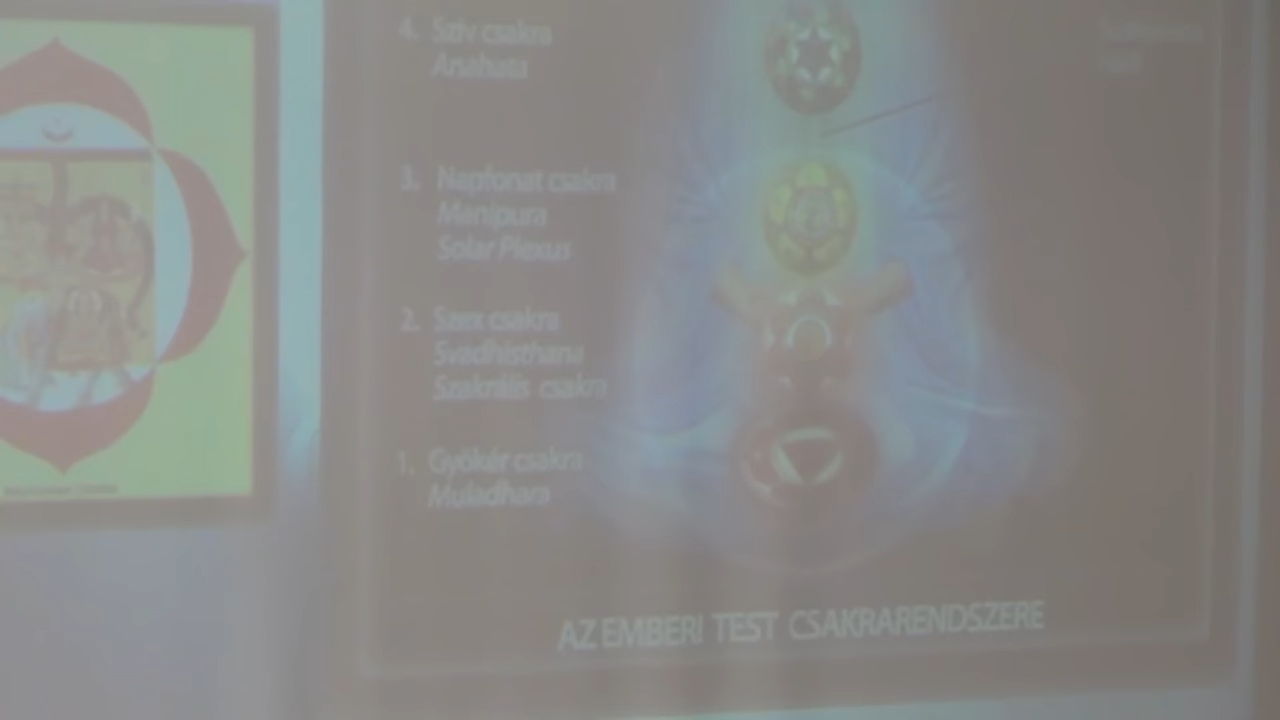 4. Szív csakra
Anahata
3. Napfonat csakra
Manipura
Solar Plexus
2. Szex csakra
Svadhisthana
Szakrális csakra
1. Gyökér csakra
Muladhara
AZ EMBERI TEST CSAKRARENDSZERE